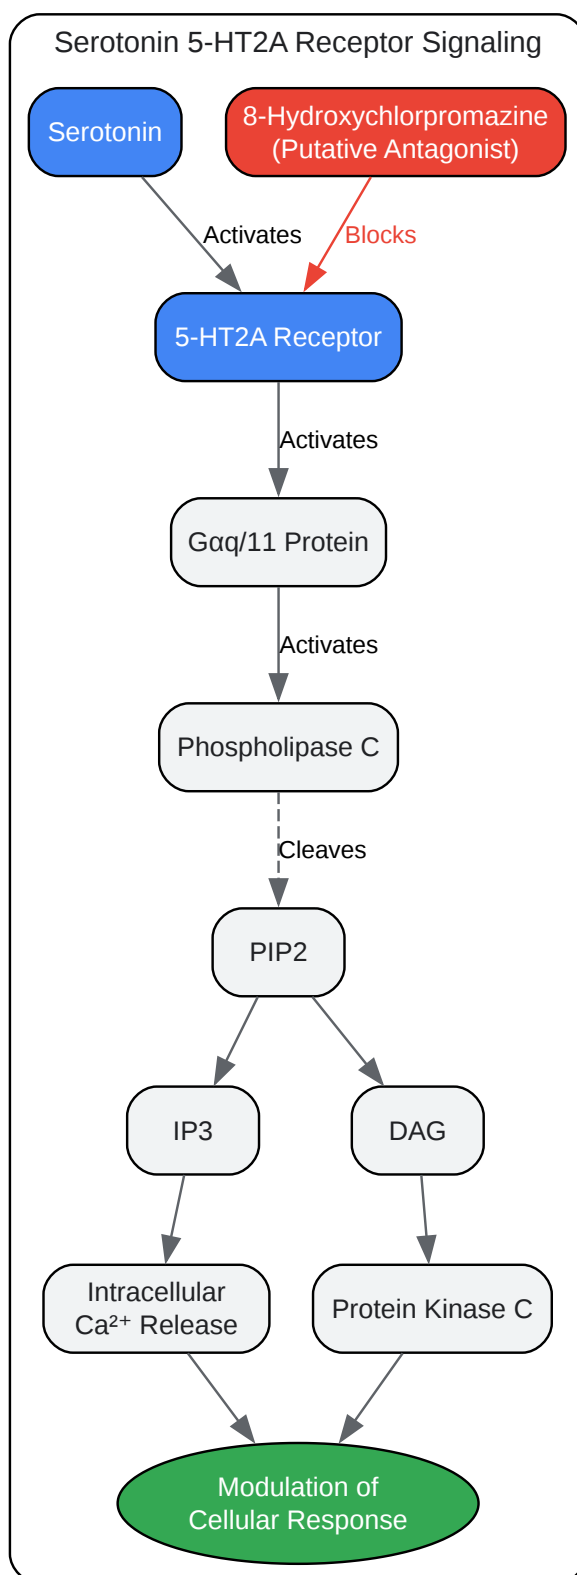 Serotonin 5-HT2A Receptor Signaling
Serotonin
8-Hydroxychlorpromazine
(Putative Antagonist)
Activates
Blocks
5-HT2A Receptor
Activates
Gαq/11 Protein
Activates
Phospholipase C
Cleaves
PIP2
IP3
DAG
Intracellular
Ca²⁺ Release
Protein Kinase C
Modulation of
Cellular Response